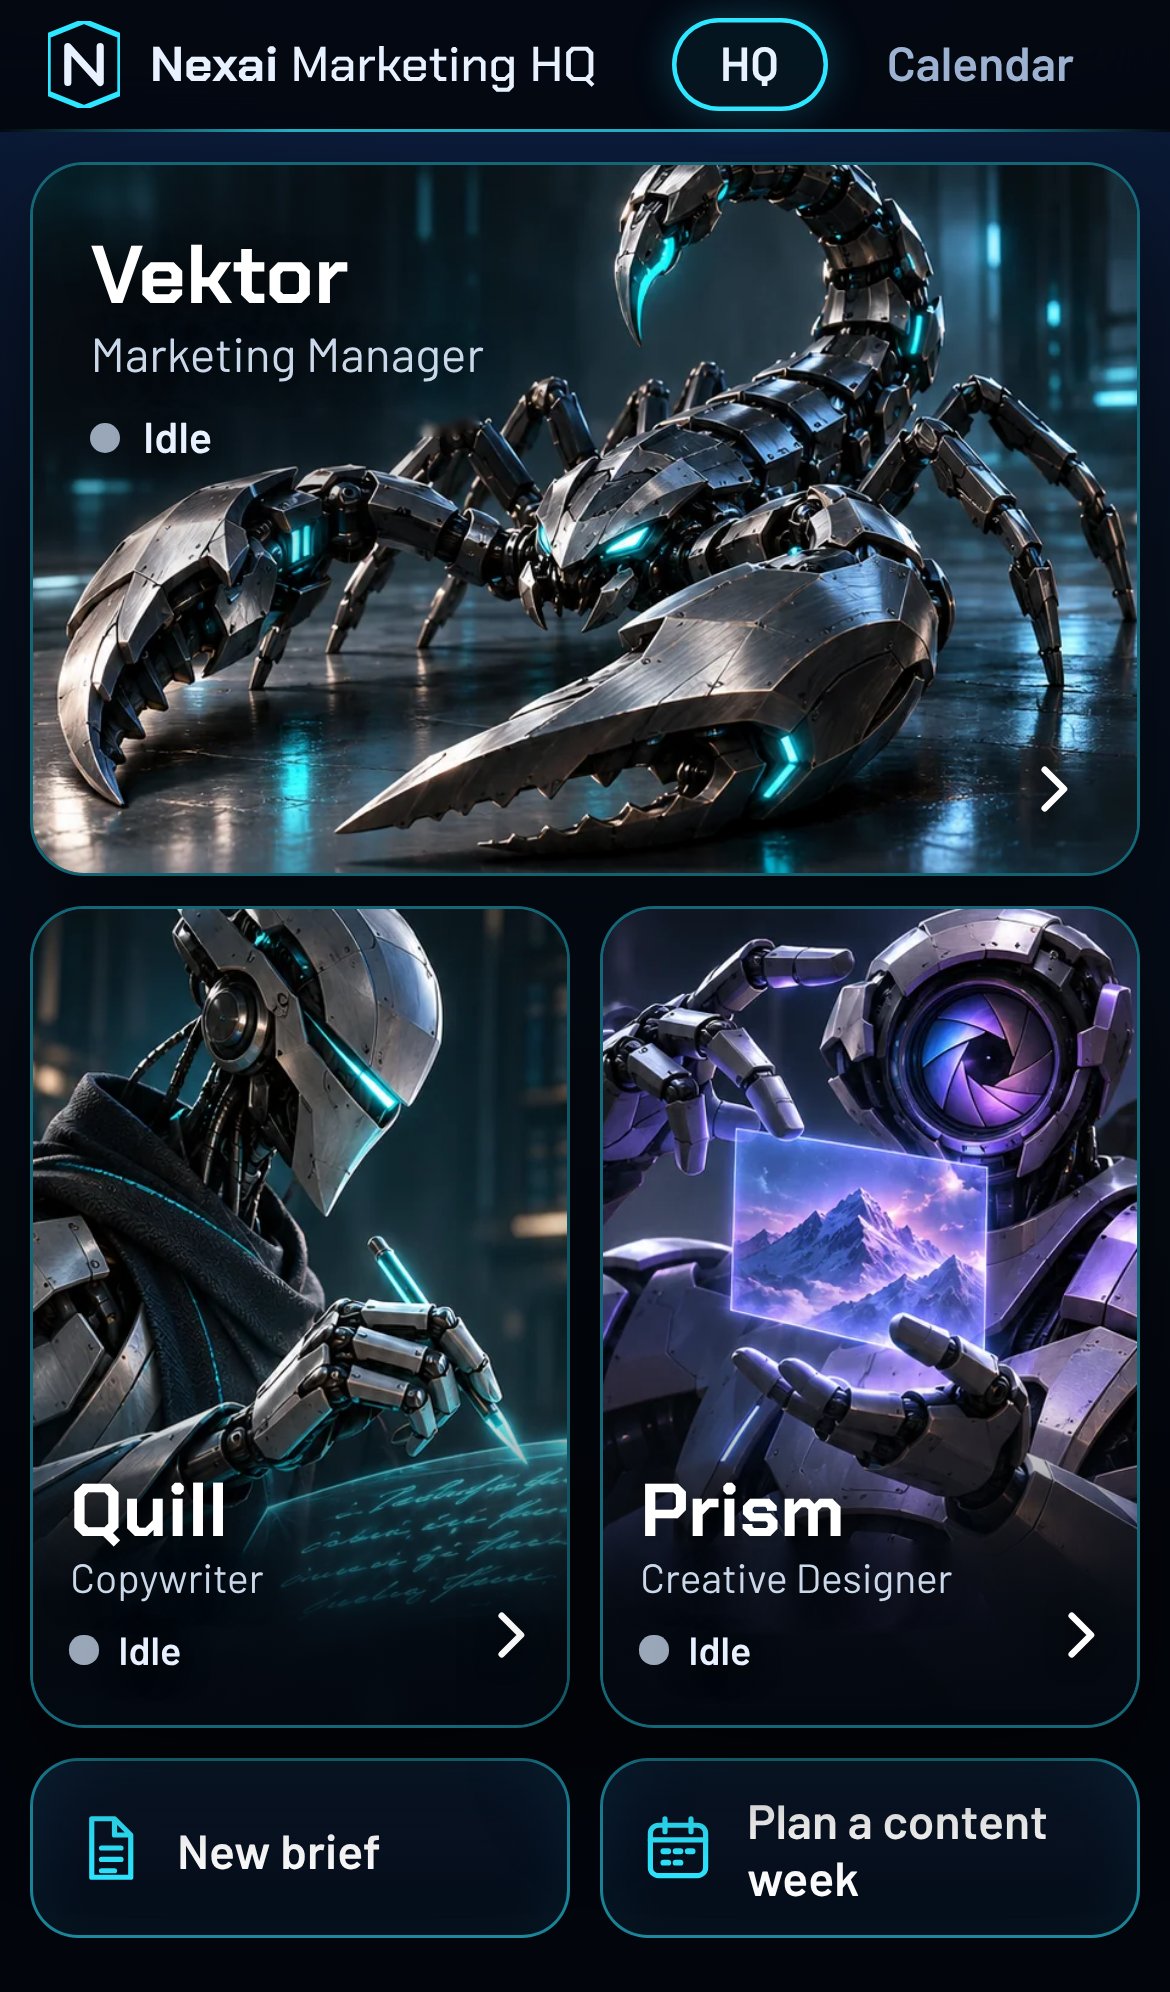 N
Nexai Marketing HQ
HQ
Calendar
Vektor
Marketing Manager
Idle
Quill
Copywriter
Idle
Prism
Creative Designer
Idle
New brief
Plan a content
week